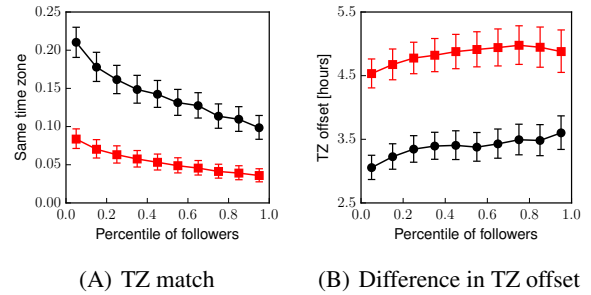 0.25
0.20
0.15
0.10
0.05
0.00
Same time zone
0.0 0.2 0.4 0.6 0.8 1.0
Percentile of followers
(A) TZ match
5.5
4.5
3.5
2.5
TZ offset [hours]
0.0 0.2 0.4 0.6 0.8 1.0
Percentile of followers
(B) Difference in TZ offset